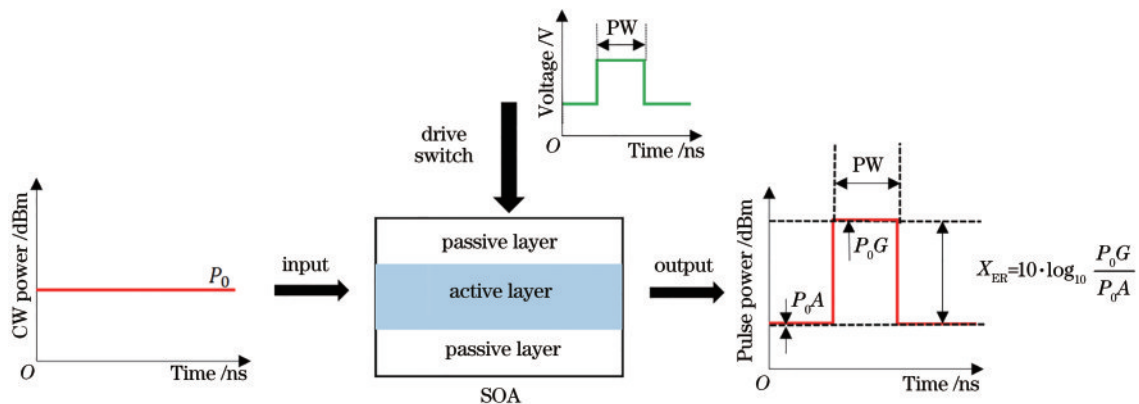 PW
Voltage /V
O
Time /ns
drive
switch
CW power /dBm
P₀
O
Time /ns
input
passive layer
active layer
passive layer
SOA
output
PW
Pulse power /dBm
P₀G
P₀A
O
Time /ns
X_ER=10·log₁₀ P₀G/P₀A